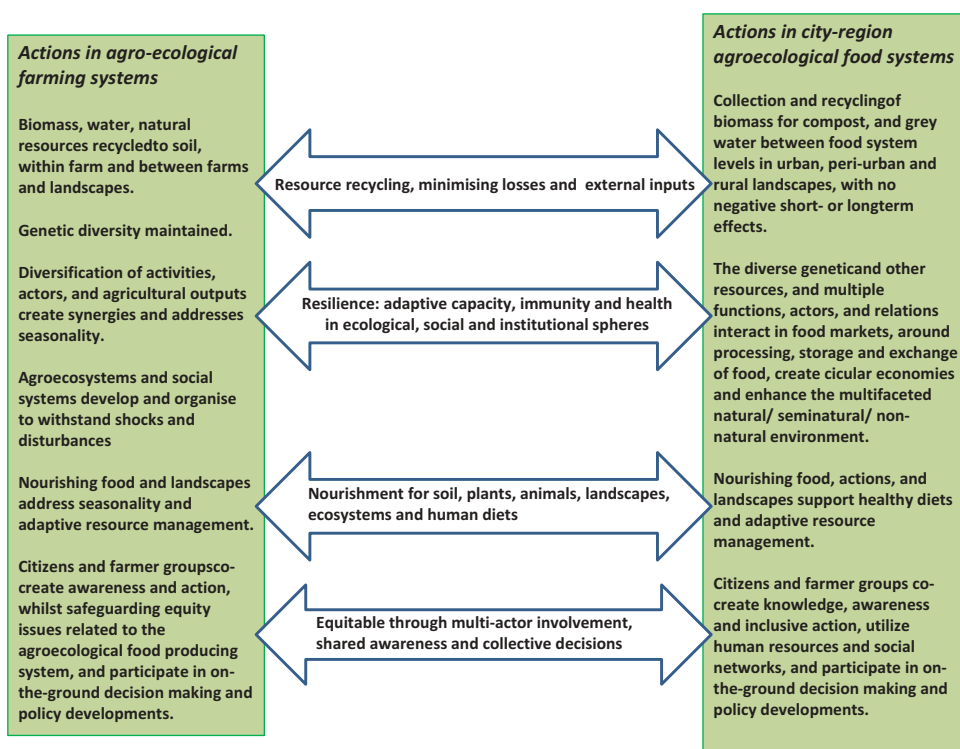 Actions in agro-ecological
farming systems
Biomass, water, natural
resources recycledto soil,
within farm and between farms
and landscapes.
Genetic diversity maintained.
Diversification of activities,
actors, and agricultural outputs
create synergies and addresses
seasonality.
Agroecosystems and social
systems develop and organise
to withstand shocks and
disturbances
Nourishing food and landscapes
address seasonality and
adaptive resource management.
Citizens and farmer groupsco-
create awareness and action,
whilst safeguarding equity
issues related to the
agroecological food producing
system, and participate in on-
the-ground decision making and
policy developments.
Resource recycling, minimising losses and external inputs
Resilience: adaptive capacity, immunity and health
in ecological, social and institutional spheres
Nourishment for soil, plants, animals, landscapes,
ecosystems and human diets
Equitable through multi-actor involvement,
shared awareness and collective decisions
Actions in city-region
agroecological food systems
Collection and recyclingof
biomass for compost, and grey
water between food system
levels in urban, peri-urban and
rural landscapes, with no
negative short- or longterm
effects.
The diverse geneticand other
resources, and multiple
functions, actors, and relations
interact in food markets, around
processing, storage and exchange
of food, create cicular economies
and enhance the multifaceted
natural/ seminatural/ non-
natural environment.
Nourishing food, actions, and
landscapes support healthy diets
and adaptive resource
management.
Citizens and farmer groups co-
create knowledge, awareness
and inclusive action, utilize
human resources and social
networks, and participate in on-
the-ground decision making and
policy developments.